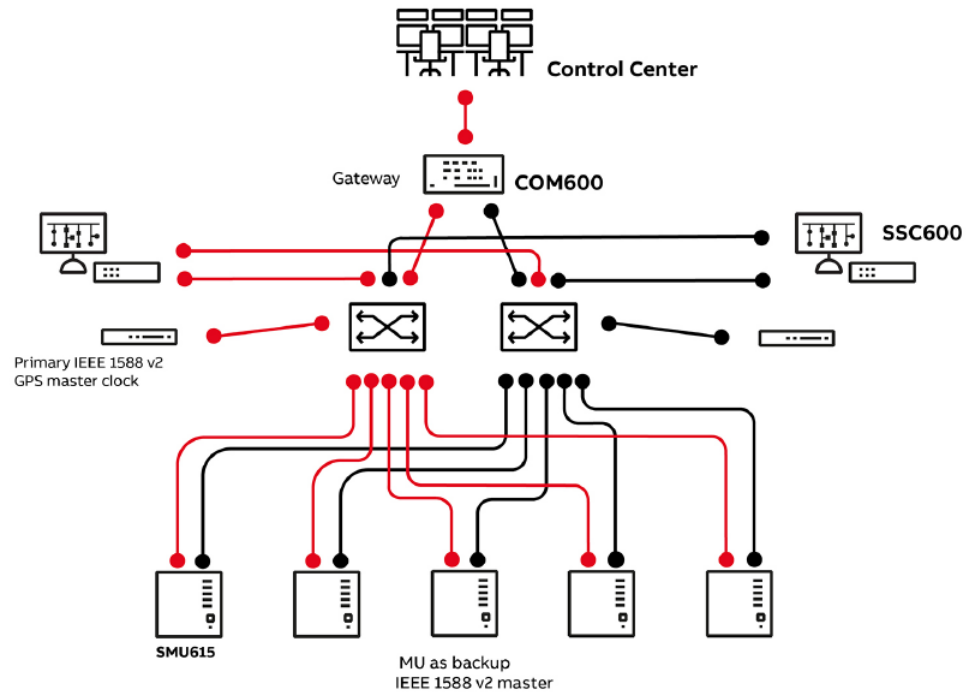 Control Center
Gateway
COM600
SSC600
Primary IEEE 1588 v2
GPS master clock
SMU615
MU as backup
IEEE 1588 v2 master